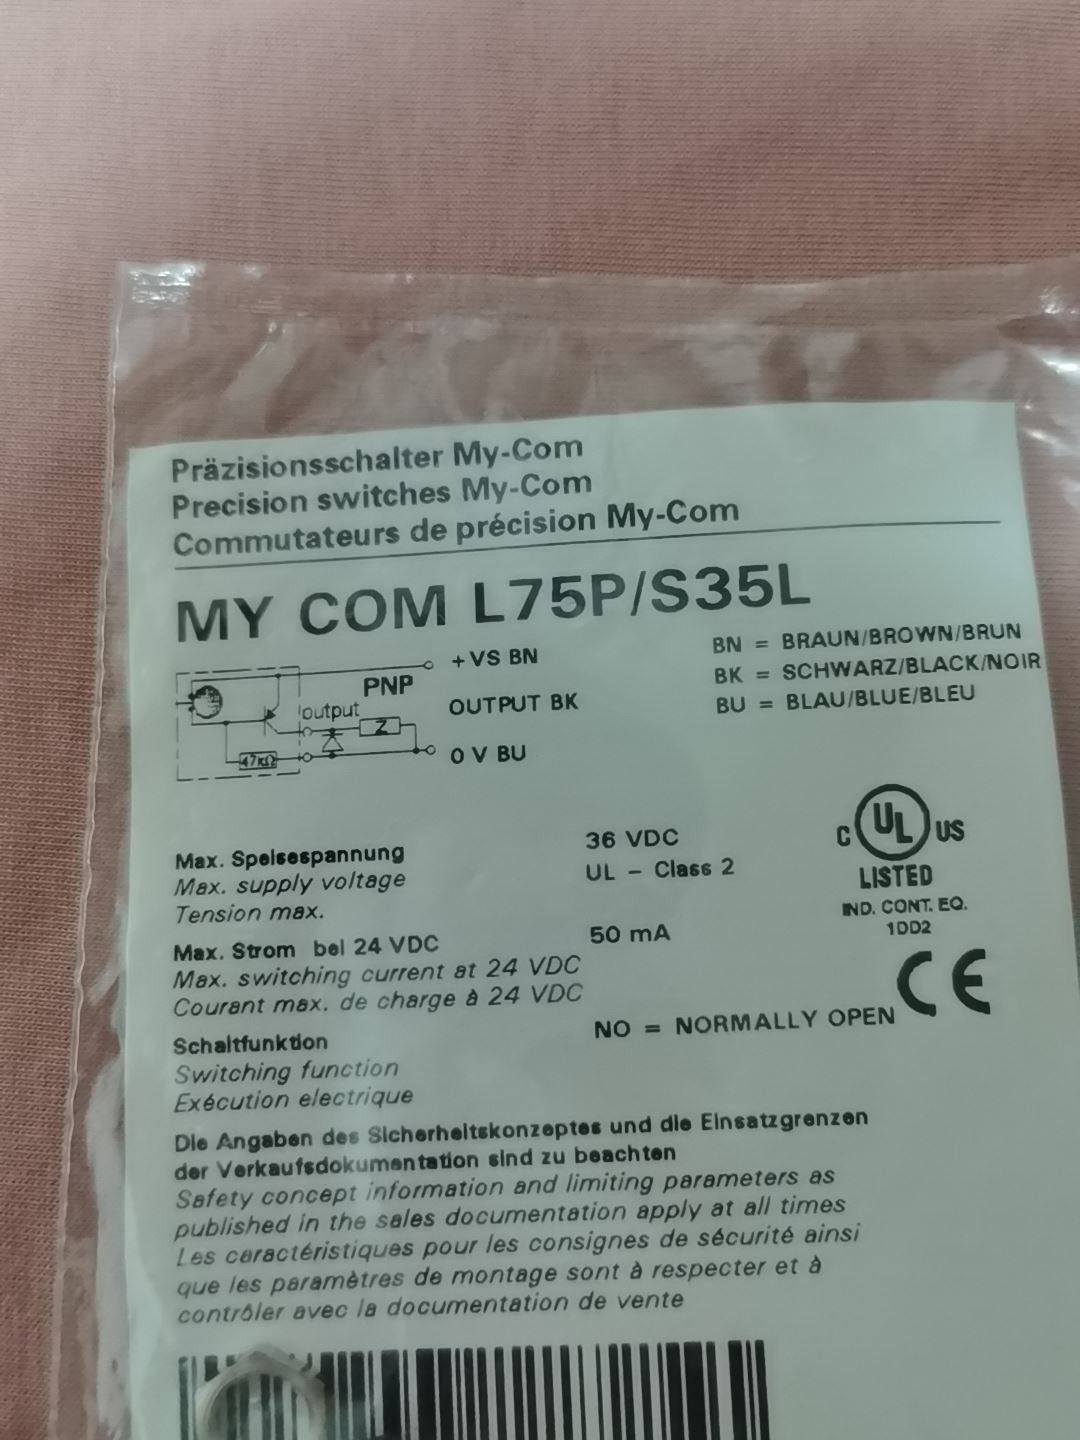 Präzisionsschalter My-Com
Precision switches My-Com
Commutateurs de précision My-Com
MY COM L75P/S35L
+VS BN
PNP
output
OUTPUT BK
Z
47KΩ
0 V BU
BN = BRAUN/BROWN/BRUN
BK = SCHWARZ/BLACK/NOIR
BU = BLAU/BLUE/BLEU
Max. Speisespannung
Max. supply voltage
Tension max.
36 VDC
UL - Class 2
Max. Strom bei 24 VDC
Max. switching current at 24 VDC
Courant max. de charge à 24 VDC
50 mA
Schaltfunktion
Switching function
Exécution electrique
NO = NORMALLY OPEN
C UL US
LISTED
IND. CONT. EQ.
1DD2
CE
Die Angaben des Sicherheitskonzeptes und die Einsatzgrenzen
der Verkaufsdokumentation sind zu beachten
Safety concept information and limiting parameters as
published in the sales documentation apply at all times
Les caractéristiques pour les consignes de sécurité ainsi
que les paramètres de montage sont à respecter et à
contrôler avec la documentation de vente